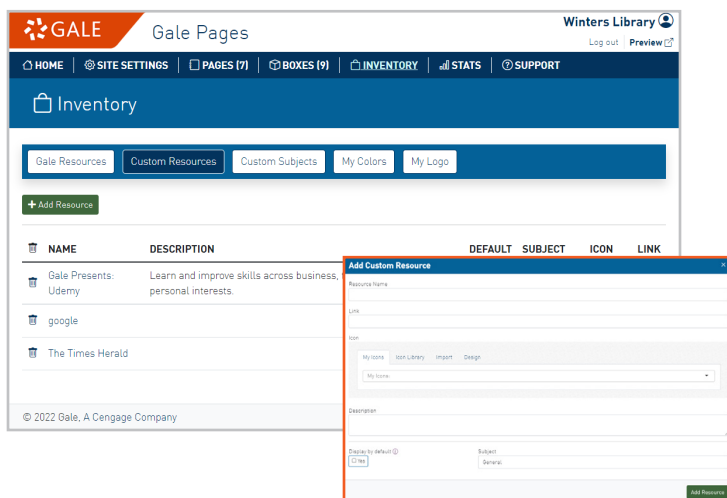 GALE
Gale Pages
Winters Library
Log out Preview
HOME SITE SETTINGS PAGES (7) BOXES (9) INVENTORY STATS SUPPORT
Inventory
Gale Resources Custom Resources Custom Subjects My Colors My Logo
+ Add Resource
NAME DESCRIPTION DEFAULT SUBJECT ICON LINK
Gale Presents: Learn and improve skills across business,
Udemy personal interests.
google
The Times Herald
© 2022 Gale, A Cengage Company
Add Custom Resource ×
Resource Name
Link
Icon
My Icons Icon Library Import Design
My Icons
Description
Display by default Subject
Yes General
Add Resource